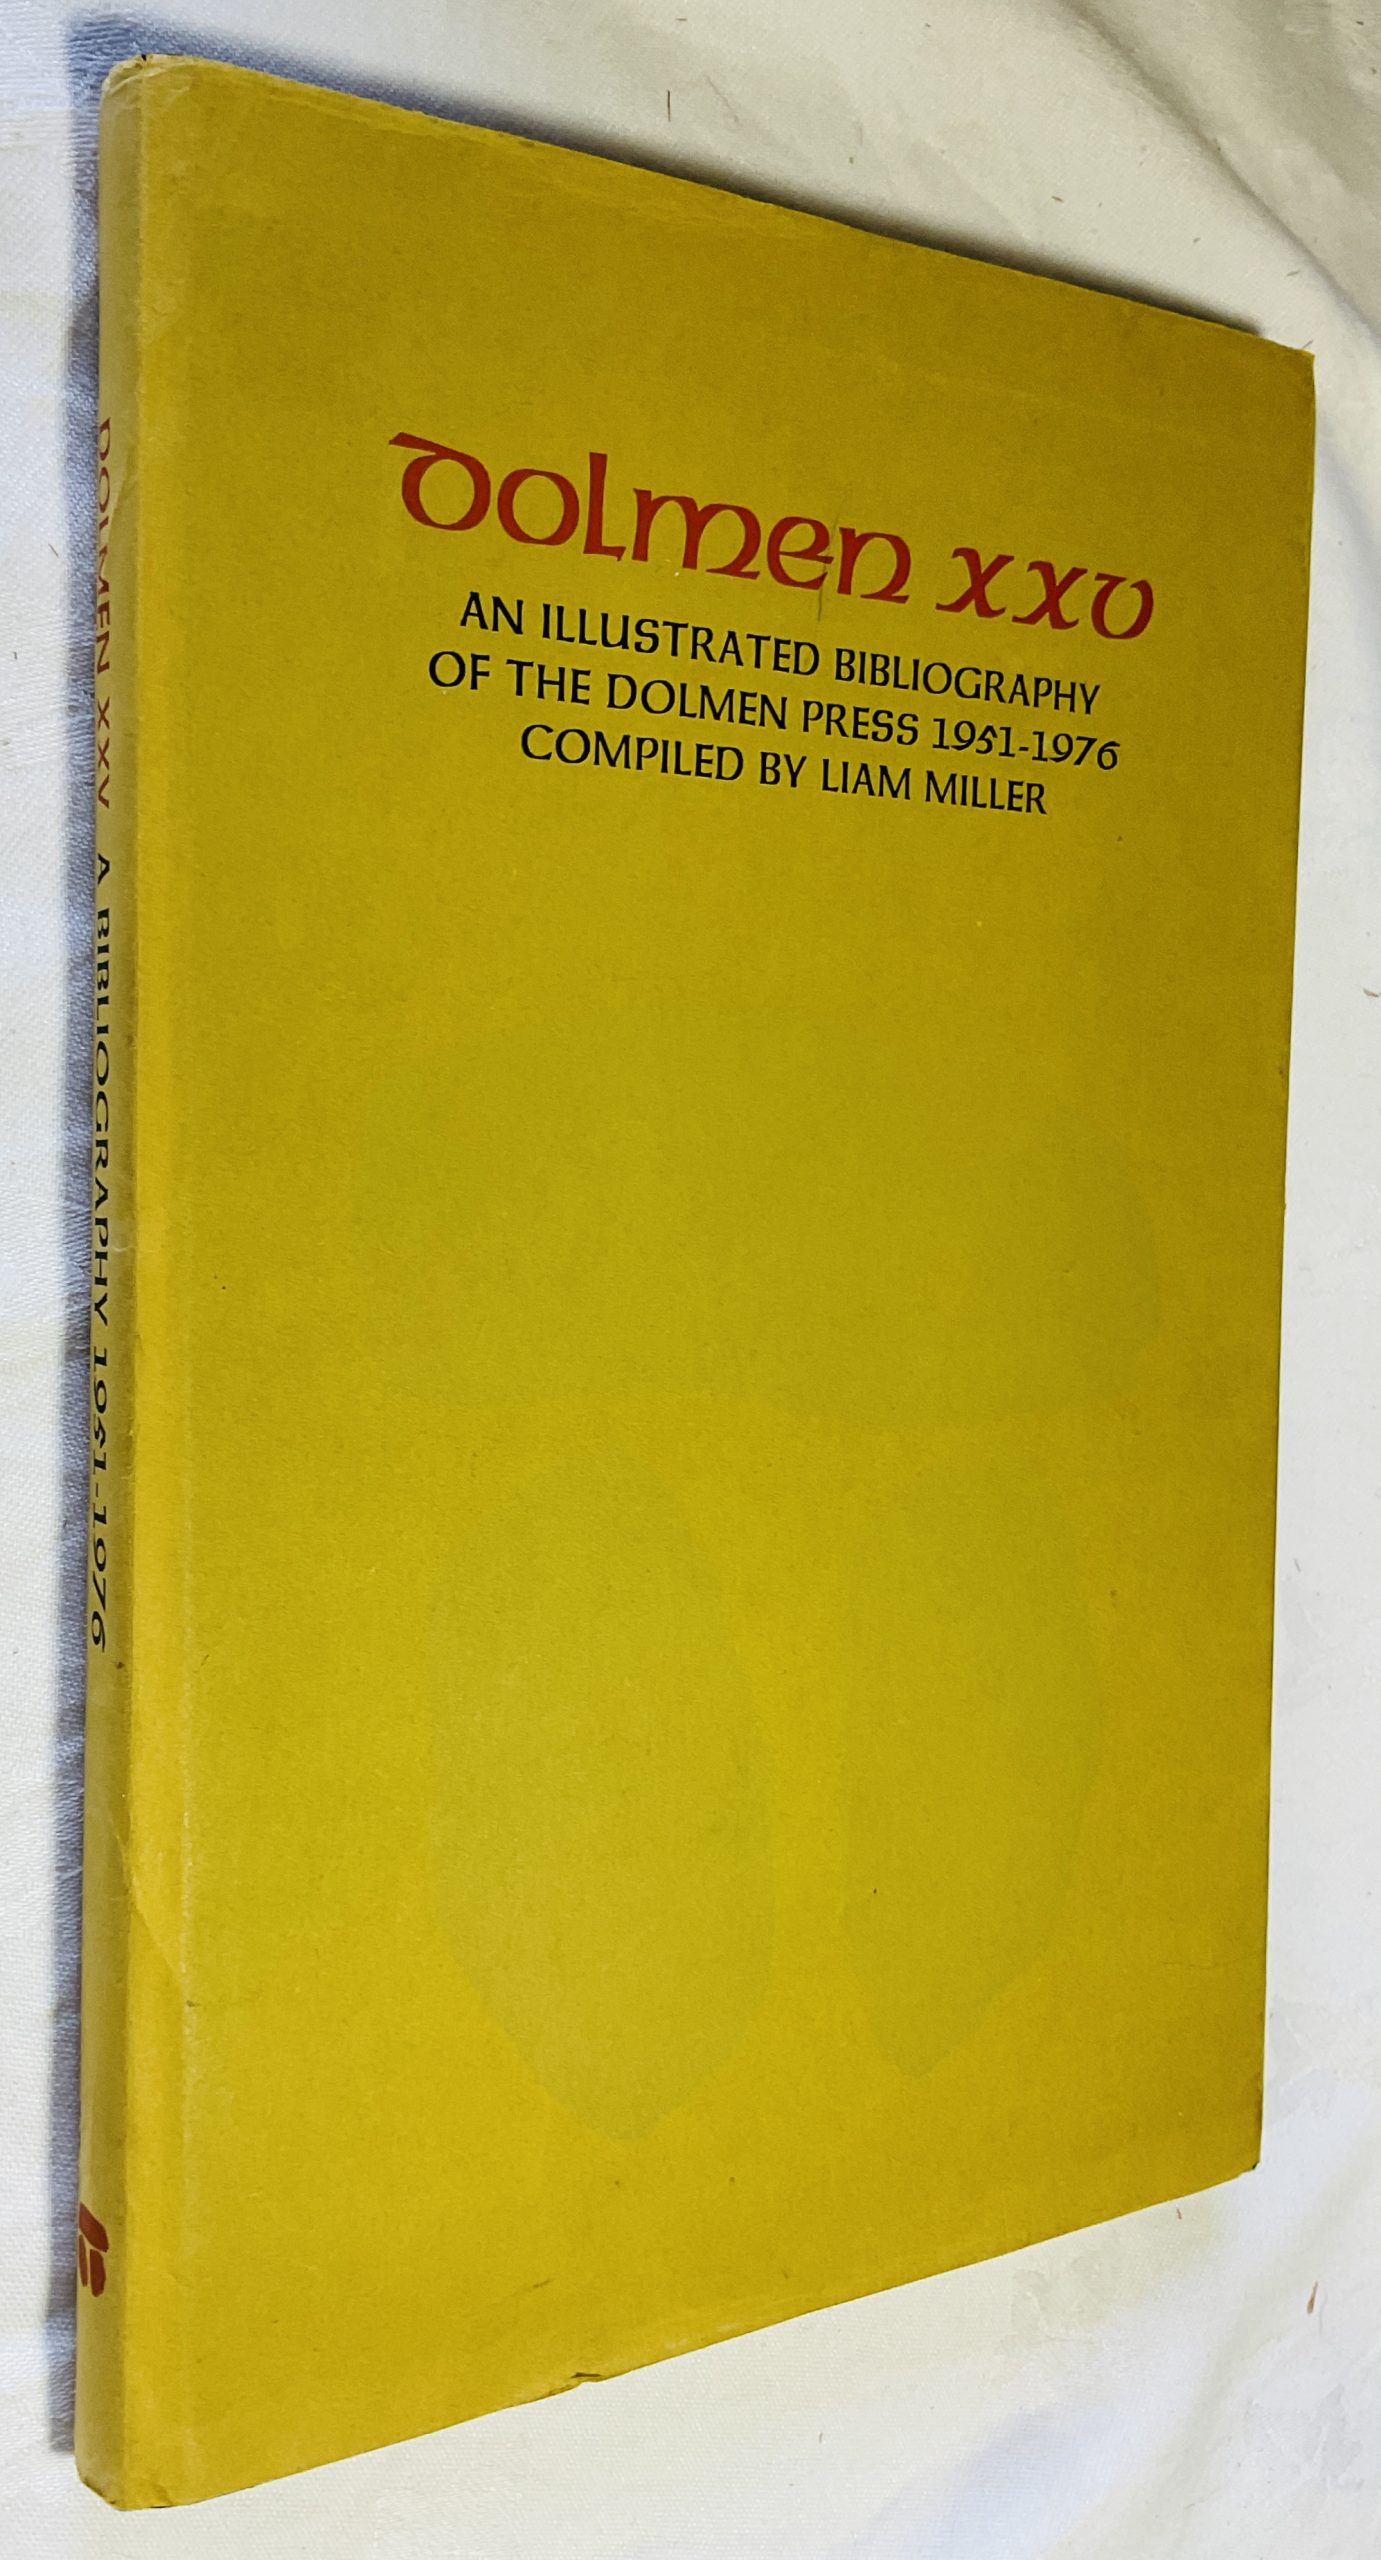 Dolmen XXV
AN ILLUSTRATED BIBLIOGRAPHY
OF THE DOLMEN PRESS 1951-1976
COMPILED BY LIAM MILLER
DOLMEN XXV A BIBLIOGRAPHY 1951-1976